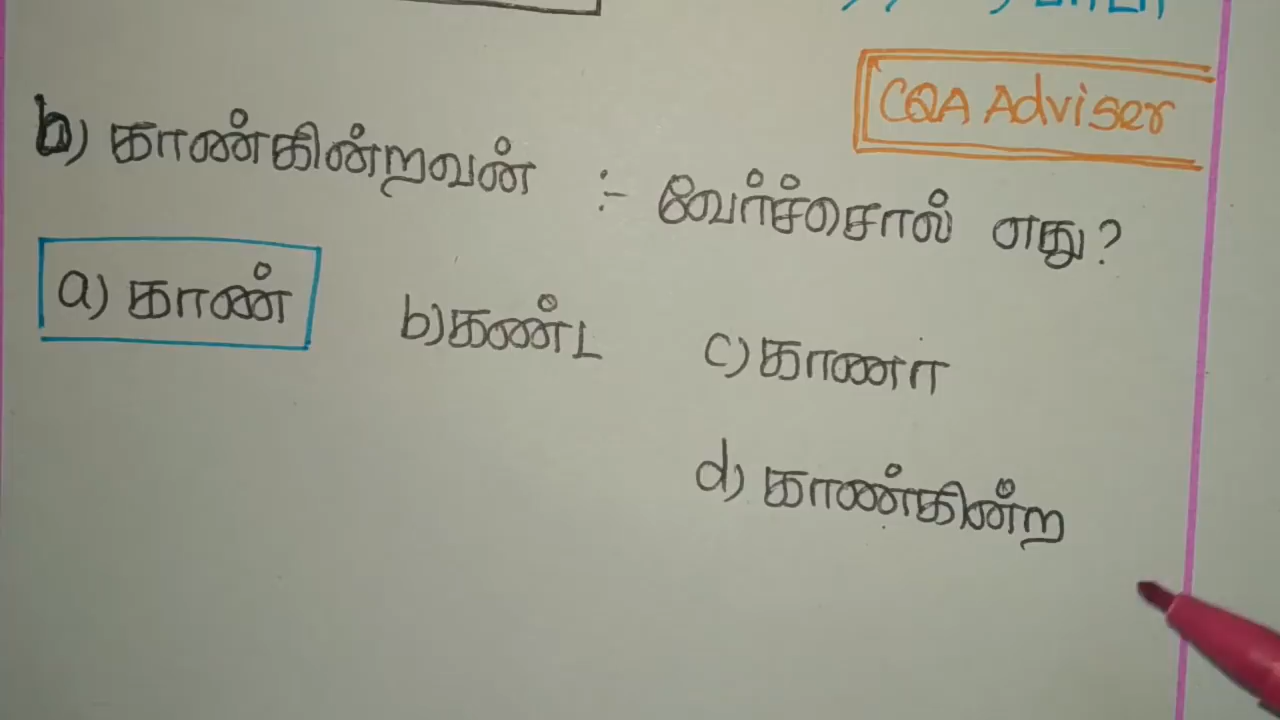 CQA Adviser
b) காண்கின்றவன் :- வேர்ச்சொல் எது?
a) காண் b) கண்ட c) காணா
d) காண்கின்ற